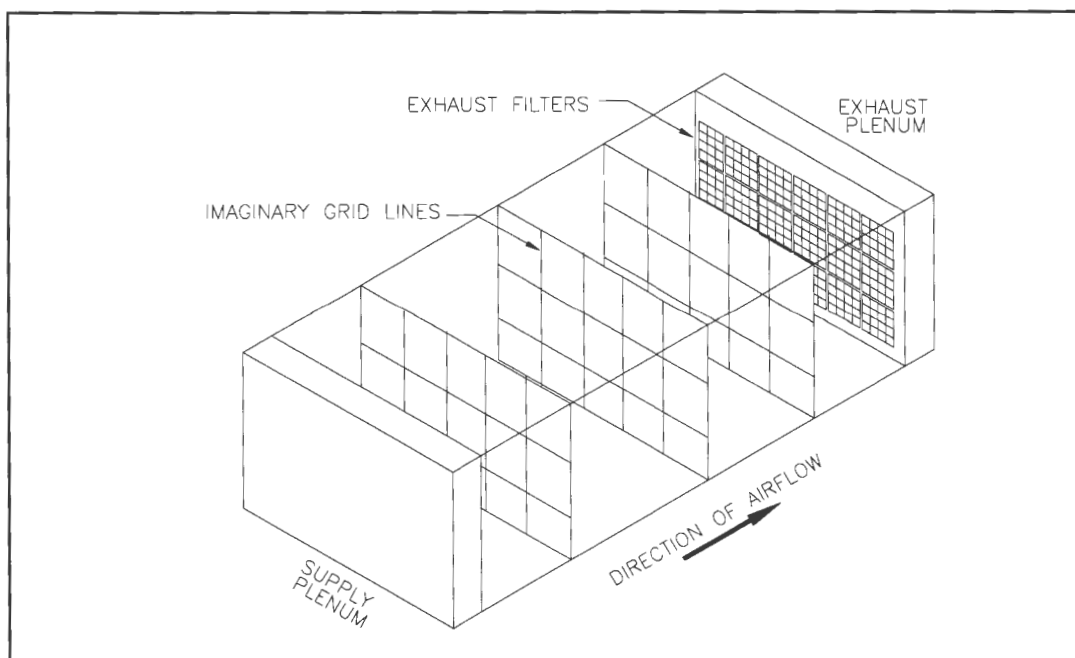 EXHAUST FILTERS
EXHAUST
PLENUM
IMAGINARY GRID LINES
DIRECTION OF AIRFLOW
SUPPLY
PLENUM